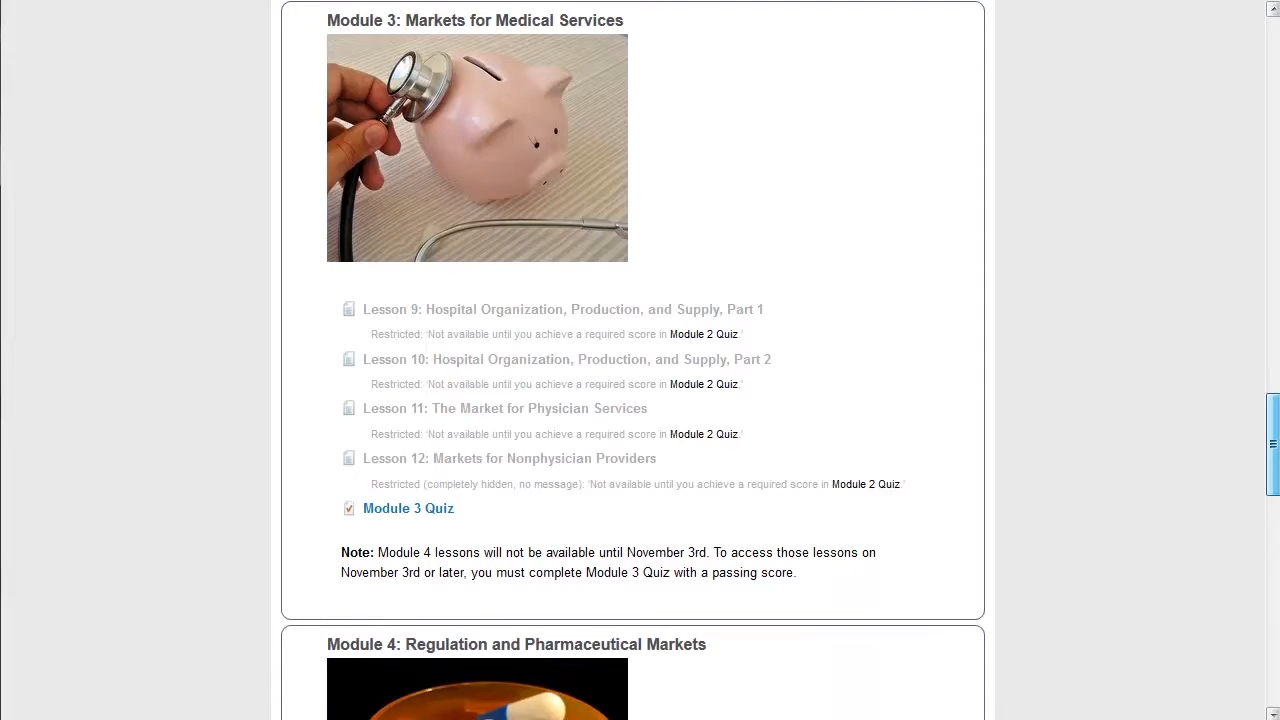 Module 3: Markets for Medical Services
Lesson 9: Hospital Organization, Production, and Supply, Part 1
Restricted: 'Not available until you achieve a required score in Module 2 Quiz.'
Lesson 10: Hospital Organization, Production, and Supply, Part 2
Restricted: 'Not available until you achieve a required score in Module 2 Quiz.'
Lesson 11: The Market for Physician Services
Restricted: 'Not available until you achieve a required score in Module 2 Quiz.'
Lesson 12: Markets for Nonphysician Providers
Restricted (completely hidden, no message): 'Not available until you achieve a required score in Module 2 Quiz.'
Module 3 Quiz
Note: Module 4 lessons will not be available until November 3rd. To access those lessons on
November 3rd or later, you must complete Module 3 Quiz with a passing score.
Module 4: Regulation and Pharmaceutical Markets